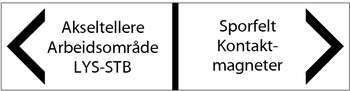 Akseltellere
Arbeidsområde
LYS-STB
Sporfelt
Kontakt-
magneter